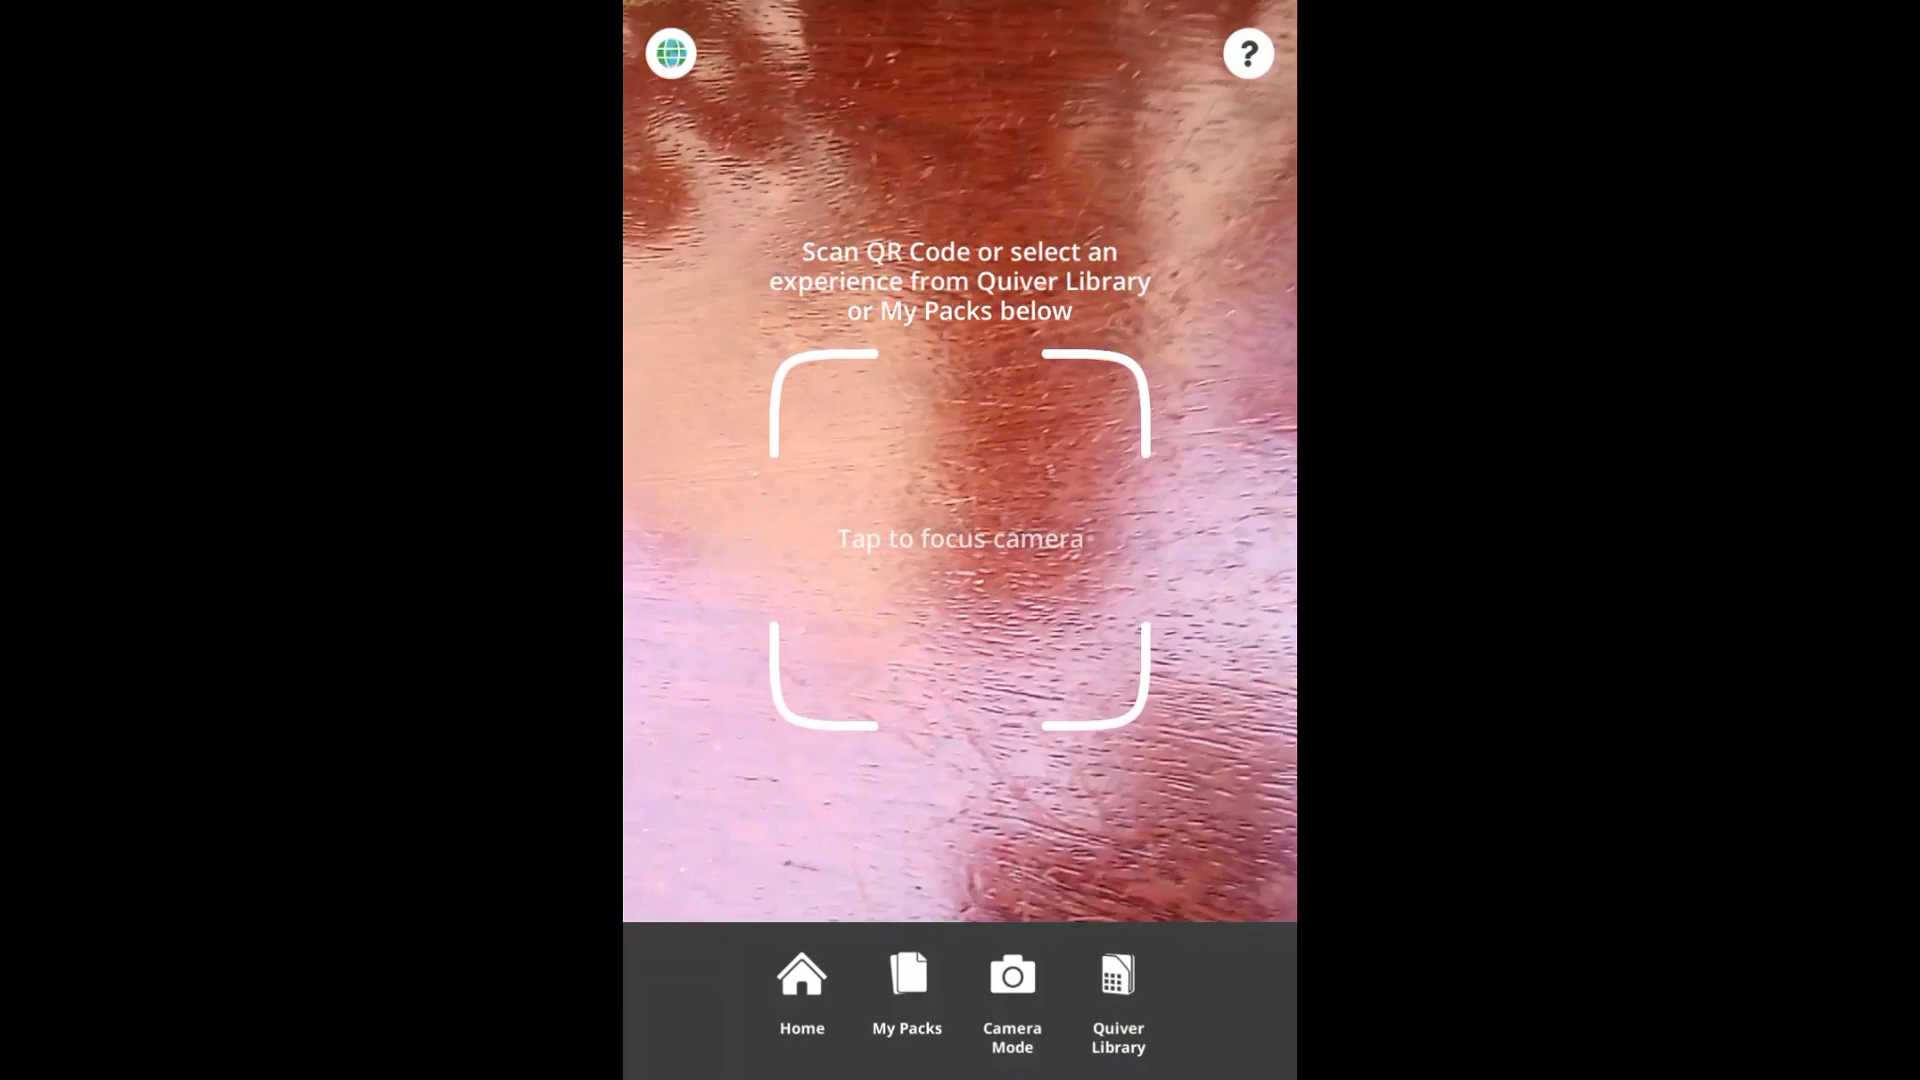 ?
Scan QR Code or select an
experience from Quiver Library
or My Packs below
Tap to focus camera
Home
My Packs
Camera
Mode
Quiver
Library